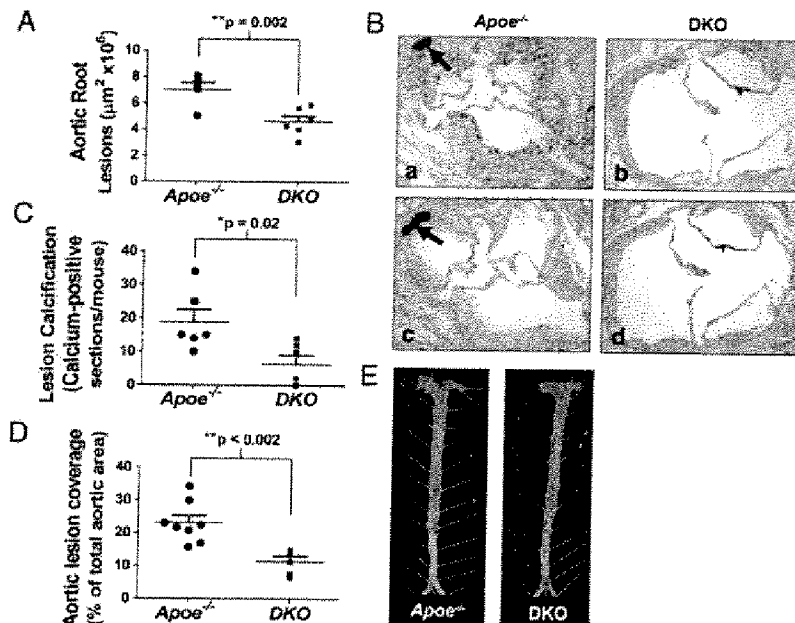 A
**p = 0.002
Aortic Root
Lesions (µm² x10⁵)
10
8
6
4
2
0
Apoe-/-
DKO
B
Apoe-/-
DKO
a
b
c
d
C
*p = 0.02
Lesion Calcification
(Calcium-positive
sections/mouse)
40
30
20
10
0
Apoe-/-
DKO
D
**p < 0.002
Aortic lesion coverage
(% of total aortic area)
40
30
20
10
0
Apoe-/-
DKO
E
Apoe-/-
DKO